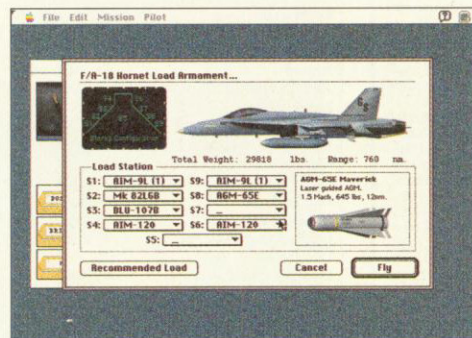 File Edit Mission Pilot
F/A-18 Hornet Load Armament...
Stores Configuration
Total Weight: 29818 lbs. Range: 760 nm.
Load Station
S1: AIM-9L (1) S9: AIM-9L (1)
S2: Mk 82LGB S8: AGM-65E
S3: BLU-107B S7: _
S4: AIM-120 S6: AIM-120
S5: _
AGM-65E Maverick
Lazer guided AGM.
1.5 Mach, 645 lbs, 12nm.
Recommended Load Cancel Fly